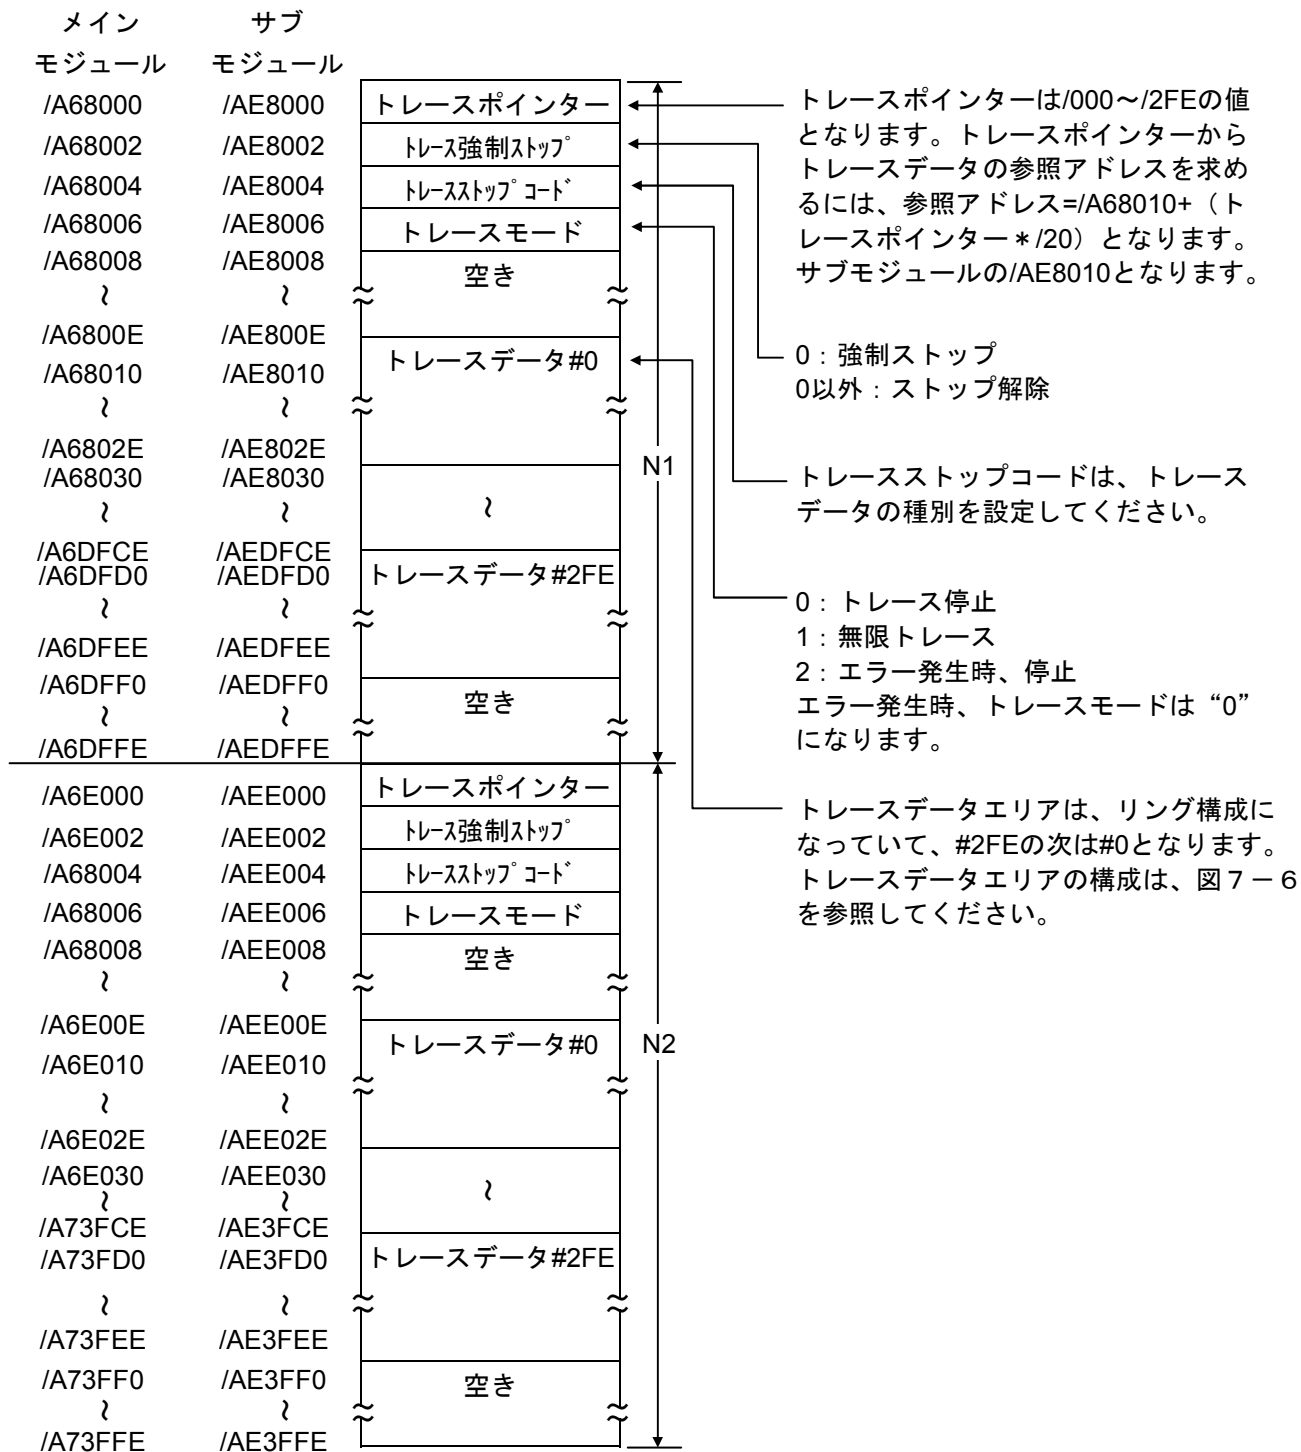 メイン サブ
モジュール モジュール
/A68000 /AE8000 トレースポインター
/A68002 /AE8002 ﾄﾚｰｽ強制ｽﾄｯﾌﾟ
/A68004 /AE8004 ﾄﾚｰｽｽﾄｯﾌﾟｺｰﾄﾞ
/A68006 /AE8006 トレースモード
/A68008 /AE8008 空き
～ ～
/A6800E /AE800E
/A68010 /AE8010 トレースデータ#0
～ ～
/A6802E /AE802E
/A68030 /AE8030
～ ～ ～
/A6DFCE /AEDFCE
/A6DFD0 /AEDFD0 トレースデータ#2FE
～ ～
/A6DFEE /AEDFEE
/A6DFF0 /AEDFF0 空き
～ ～
/A6DFFE /AEDFFE
N1
/A6E000 /AEE000 トレースポインター
/A6E002 /AEE002 ﾄﾚｰｽ強制ｽﾄｯﾌﾟ
/A68004 /AEE004 ﾄﾚｰｽｽﾄｯﾌﾟｺｰﾄﾞ
/A68006 /AEE006 トレースモード
/A68008 /AEE008 空き
～ ～
/A6E00E /AEE00E
/A6E010 /AEE010 トレースデータ#0
～ ～
/A6E02E /AEE02E
/A6E030 /AEE030
～ ～ ～
/A73FCE /AE3FCE
/A73FD0 /AE3FD0 トレースデータ#2FE
～ ～
/A73FEE /AE3FEE
/A73FF0 /AE3FF0 空き
～ ～
/A73FFE /AE3FFE
N2
トレースポインターは/000～/2FEの値
となります。トレースポインターから
トレースデータの参照アドレスを求め
るには、参照アドレス=/A68010+（ト
レースポインター＊/20）となります。
サブモジュールの/AE8010となります。
0：強制ストップ
0以外：ストップ解除
トレースストップコードは、トレース
データの種別を設定してください。
0：トレース停止
1：無限トレース
2：エラー発生時、停止
エラー発生時、トレースモードは“0”
になります。
トレースデータエリアは、リング構成に
なっていて、#2FEの次は#0となります。
トレースデータエリアの構成は、図７－６
を参照してください。